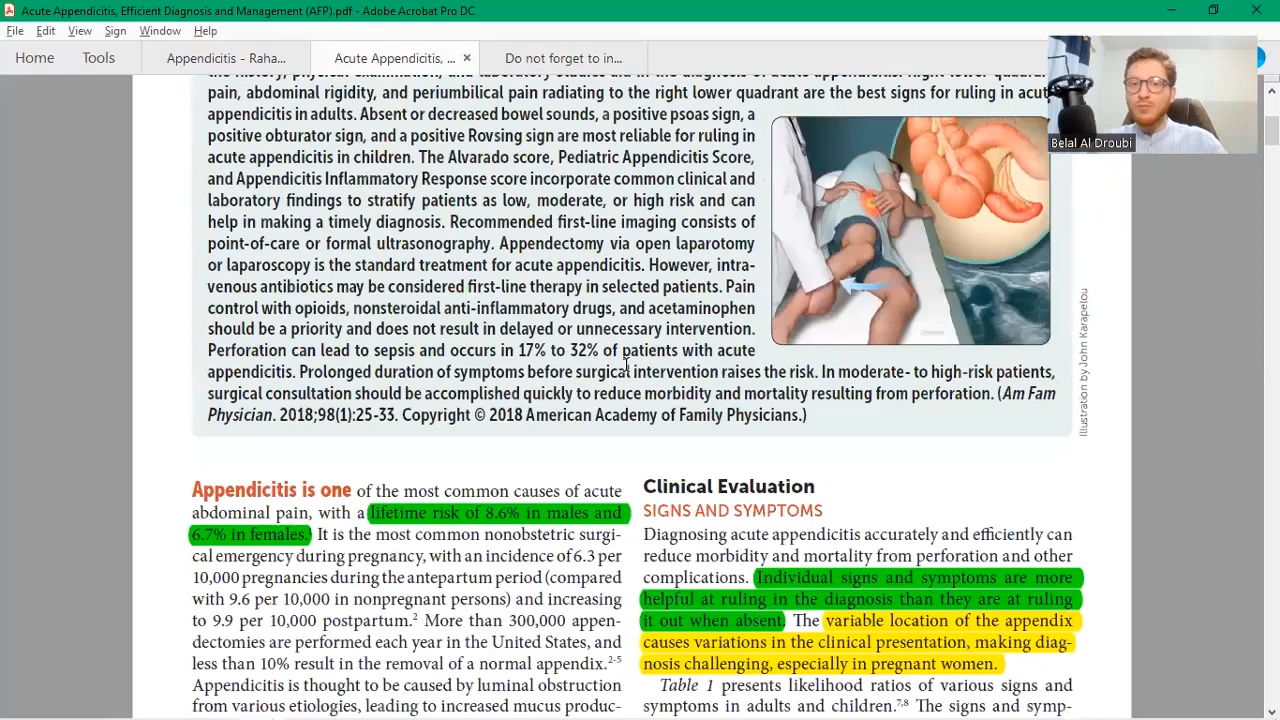 Acute Appendicitis, Efficient Diagnosis and Management (AFP).pdf - Adobe Acrobat Pro DC
File Edit View Sign Window Help
Home Tools Appendicitis - Raha... Acute Appendicitis, ... × Do not forget to in...
Belal Al Droubi
the history, physical examination, and laboratory studies aid in the diagnosis of acute appendicitis. Right lower
pain, abdominal rigidity, and periumbilical pain radiating to the right lower quadrant are the best signs for ruling in acut
appendicitis in adults. Absent or decreased bowel sounds, a positive psoas sign, a
positive obturator sign, and a positive Rovsing sign are most reliable for ruling in
acute appendicitis in children. The Alvarado score, Pediatric Appendicitis Score,
and Appendicitis Inflammatory Response score incorporate common clinical and
laboratory findings to stratify patients as low, moderate, or high risk and can
help in making a timely diagnosis. Recommended first-line imaging consists of
point-of-care or formal ultrasonography. Appendectomy via open laparotomy
or laparoscopy is the standard treatment for acute appendicitis. However, intra-
venous antibiotics may be considered first-line therapy in selected patients. Pain
control with opioids, nonsteroidal anti-inflammatory drugs, and acetaminophen
should be a priority and does not result in delayed or unnecessary intervention.
Perforation can lead to sepsis and occurs in 17% to 32% of patients with acute
appendicitis. Prolonged duration of symptoms before surgical intervention raises the risk. In moderate- to high-risk patients,
surgical consultation should be accomplished quickly to reduce morbidity and mortality resulting from perforation. (Am Fam
Physician. 2018;98(1):25-33. Copyright © 2018 American Academy of Family Physicians.)
Illustration by John Karapelou
Appendicitis is one of the most common causes of acute
abdominal pain, with a lifetime risk of 8.6% in males and
6.7% in females.1 It is the most common nonobstetric surgi-
cal emergency during pregnancy, with an incidence of 6.3 per
10,000 pregnancies during the antepartum period (compared
with 9.6 per 10,000 in nonpregnant persons) and increasing
to 9.9 per 10,000 postpartum.2 More than 300,000 appen-
dectomies are performed each year in the United States, and
less than 10% result in the removal of a normal appendix.2-5
Appendicitis is thought to be caused by luminal obstruction
from various etiologies, leading to increased mucus produc-
Clinical Evaluation
SIGNS AND SYMPTOMS
Diagnosing acute appendicitis accurately and efficiently can
reduce morbidity and mortality from perforation and other
complications. Individual signs and symptoms are more
helpful at ruling in the diagnosis than they are at ruling
it out when absent. The variable location of the appendix
causes variations in the clinical presentation, making diag-
nosis challenging, especially in pregnant women.
Table 1 presents likelihood ratios of various signs and
symptoms in adults and children.7,8 The signs and symp-